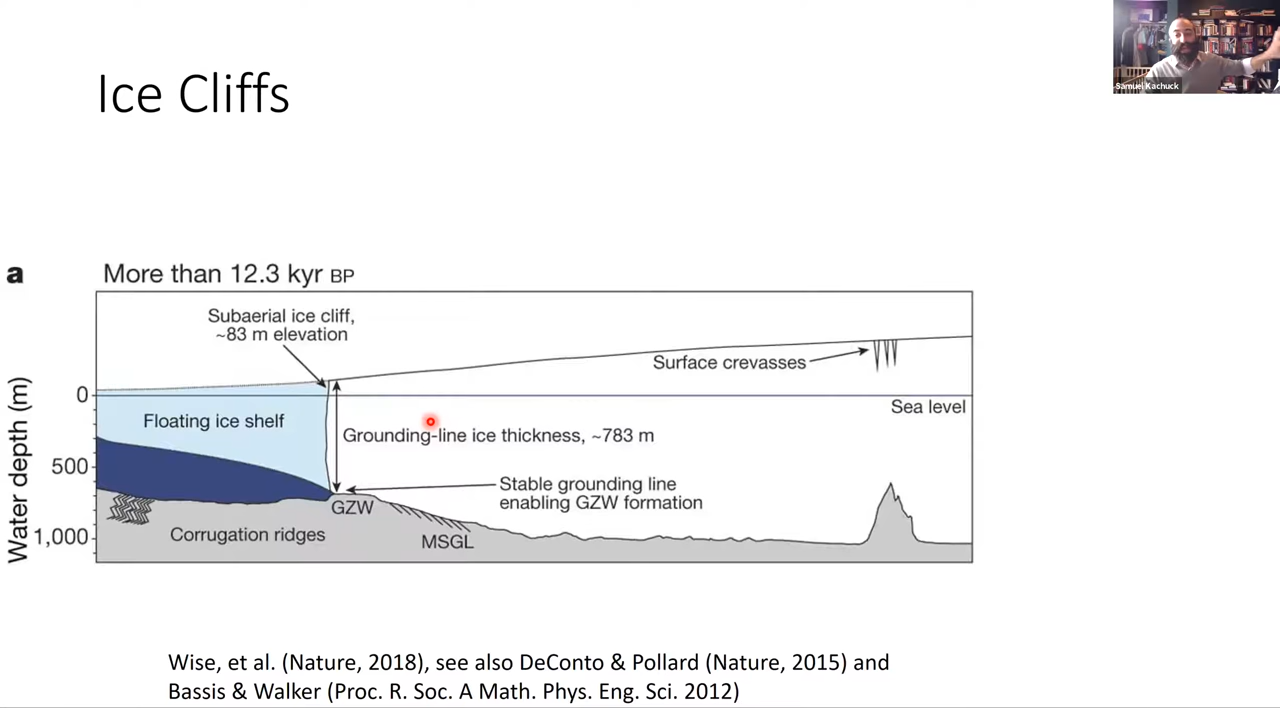 Ice Cliffs
Samuel Kachuck
a
More than 12.3 kyr BP
Subaerial ice cliff,
~83 m elevation
Surface crevasses
0
Sea level
Floating ice shelf
Grounding-line ice thickness, ~783 m
500
Stable grounding line
enabling GZW formation
GZW
1,000
Corrugation ridges
MSGL
Water depth (m)
Wise, et al. (Nature, 2018), see also DeConto & Pollard (Nature, 2015) and
Bassis & Walker (Proc. R. Soc. A Math. Phys. Eng. Sci. 2012)